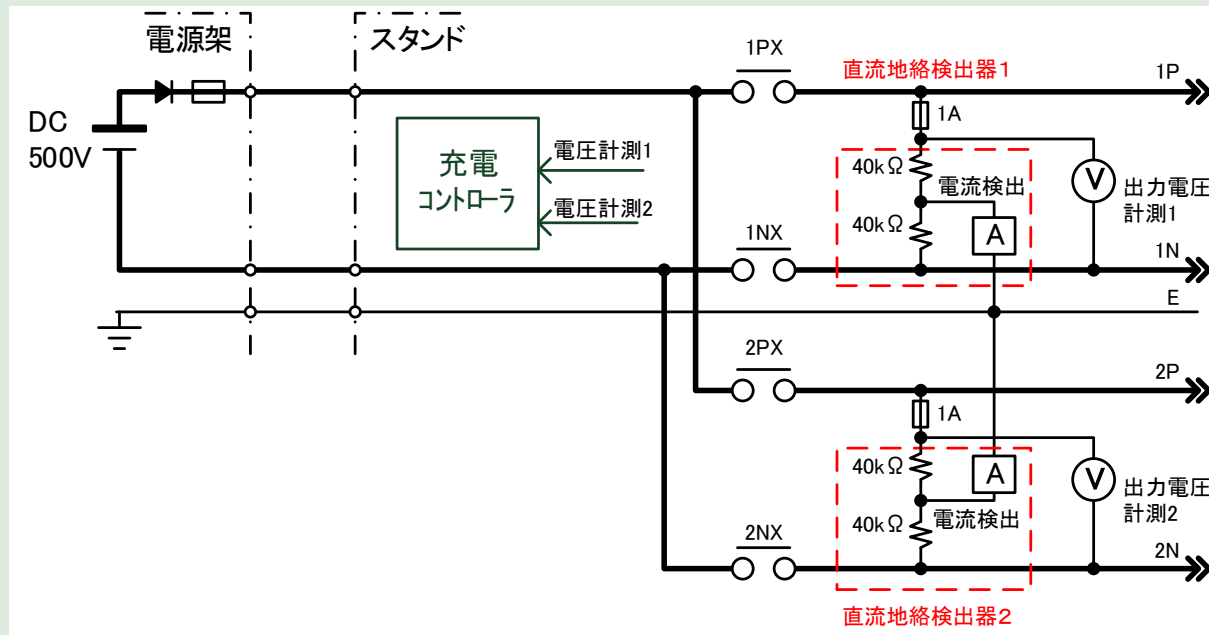 電源架
スタンド
DC
500V
充電
コントローラ
電圧計測1
電圧計測2
1PX
直流地絡検出器1
1P
1A
40kΩ
電流検出
A
40kΩ
V
出力電圧
計測1
1NX
1N
E
2PX
2P
1A
40kΩ
A
V
出力電圧
計測2
40kΩ
電流検出
2NX
2N
直流地絡検出器2